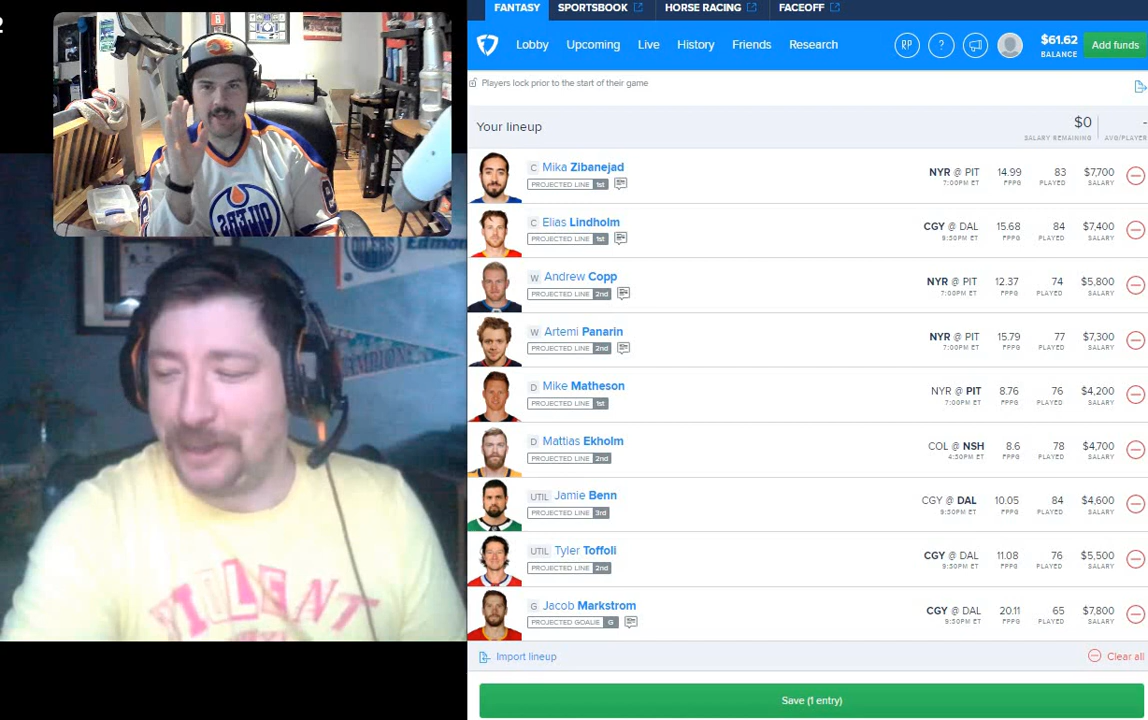 2
FANTASY SPORTSBOOK HORSE RACING FACEOFF
Lobby Upcoming Live History Friends Research RP ? $61.62 BALANCE Add funds
Players lock prior to the start of their game
Your lineup $0 SALARY REMAINING - AVG/PLAYER
C Mika Zibanejad NYR @ PIT 14.99 83 $7,700
PROJECTED LINE 1st 7:00PM ET FPPG PLAYED SALARY
C Elias Lindholm CGY @ DAL 15.68 84 $7,400
PROJECTED LINE 1st 9:30PM ET FPPG PLAYED SALARY
W Andrew Copp NYR @ PIT 12.37 74 $5,800
PROJECTED LINE 2nd 7:00PM ET FPPG PLAYED SALARY
W Artemi Panarin NYR @ PIT 15.79 77 $7,300
PROJECTED LINE 2nd 7:00PM ET FPPG PLAYED SALARY
D Mike Matheson NYR @ PIT 8.76 76 $4,200
PROJECTED LINE 1st 7:00PM ET FPPG PLAYED SALARY
D Mattias Ekholm COL @ NSH 8.6 78 $4,700
PROJECTED LINE 2nd 4:30PM ET FPPG PLAYED SALARY
UTIL Jamie Benn CGY @ DAL 10.05 84 $4,600
PROJECTED LINE 3rd 9:30PM ET FPPG PLAYED SALARY
UTIL Tyler Toffoli CGY @ DAL 11.08 76 $5,500
PROJECTED LINE 2nd 9:30PM ET FPPG PLAYED SALARY
G Jacob Markstrom CGY @ DAL 20.11 65 $7,800
PROJECTED GOALIE G 9:30PM ET FPPG PLAYED SALARY
Import lineup Clear all
Save (1 entry)
OILERS
VIOLENT